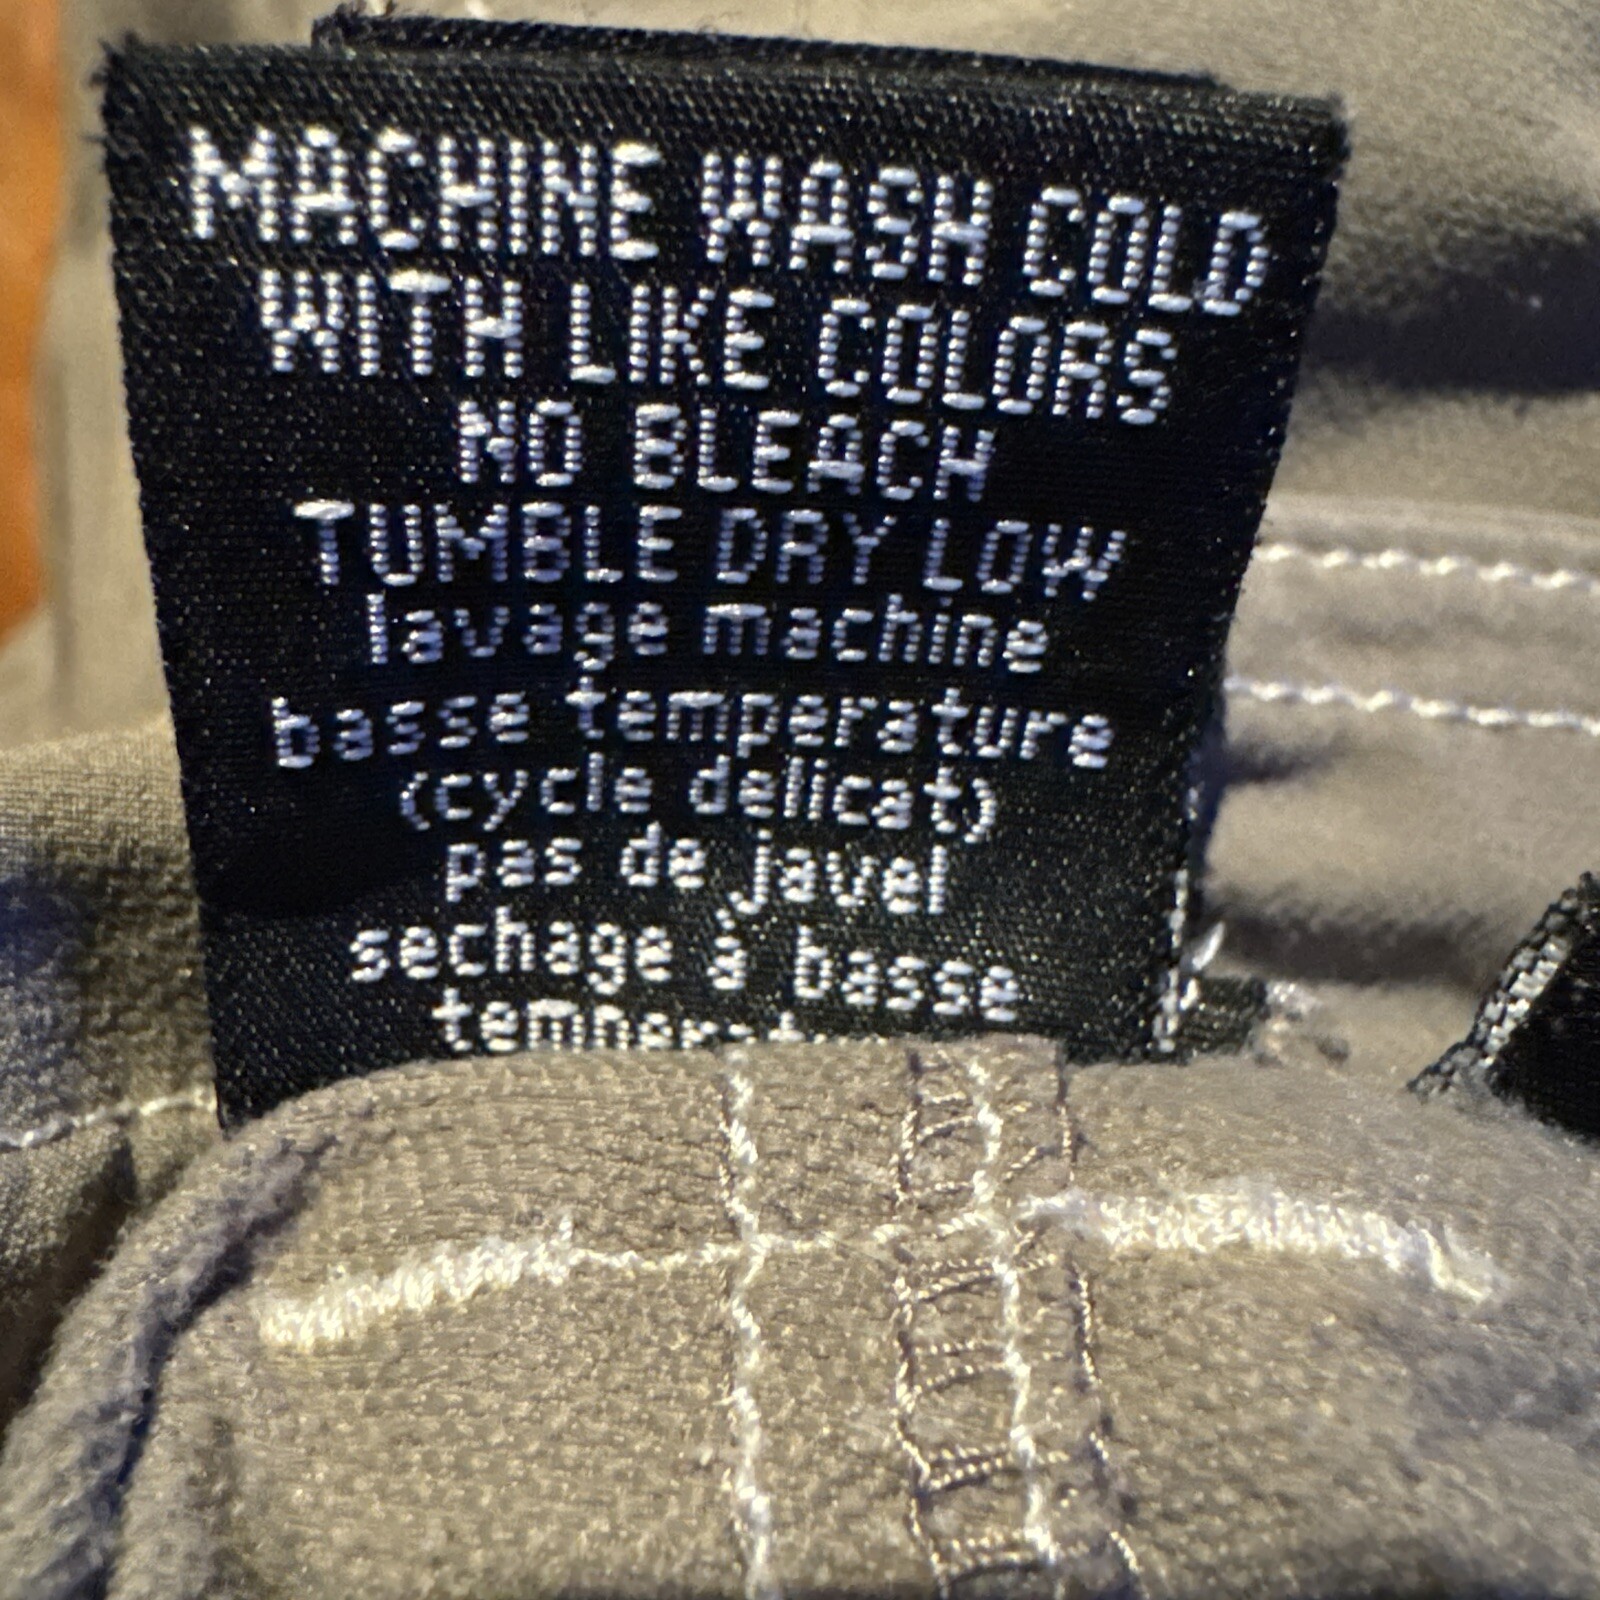 MACHINE WASH COLD
WITH LIKE COLORS
NO BLEACH
TUMBLE DRY LOW
lavage machine
basse temperature
(cycle delicat)
pas de javel
sechage à basse